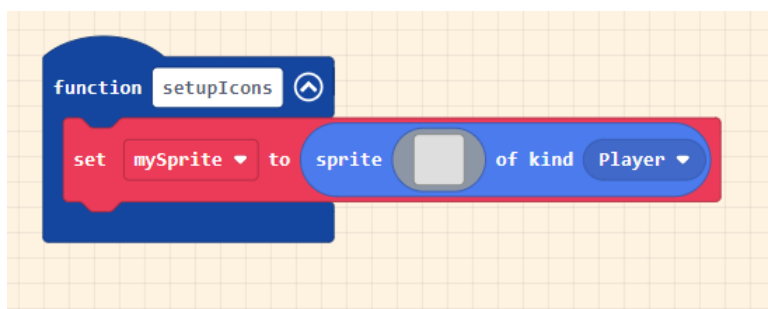 function setupIcons
set mySprite to sprite of kind Player